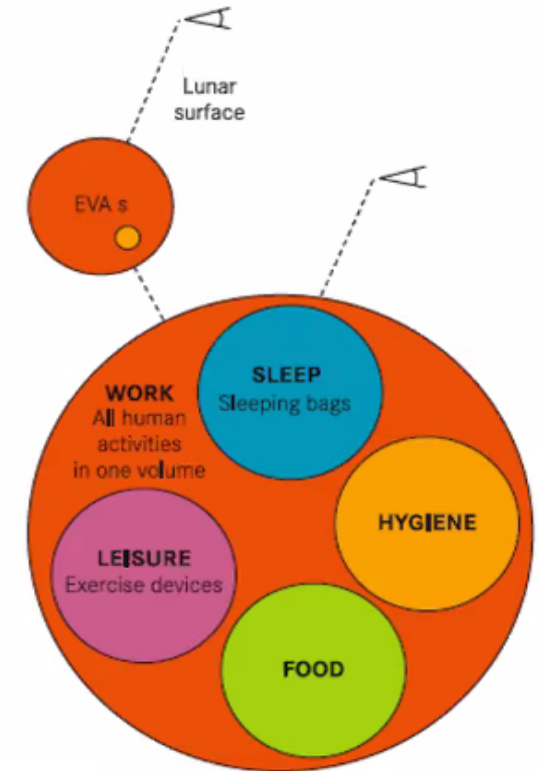 Lunar
surface
EVA s
SLEEP
Sleeping bags
WORK
All human
activities
in one volume
HYGIENE
LEISURE
Exercise devices
FOOD